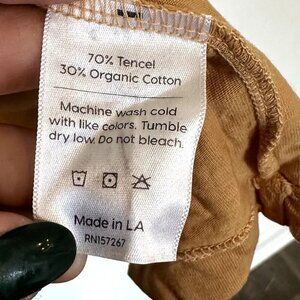 70% Tencel
30% Organic Cotton
Machine wash cold
with like colors. Tumble
dry low. Do not bleach.
Made in LA
RN157267